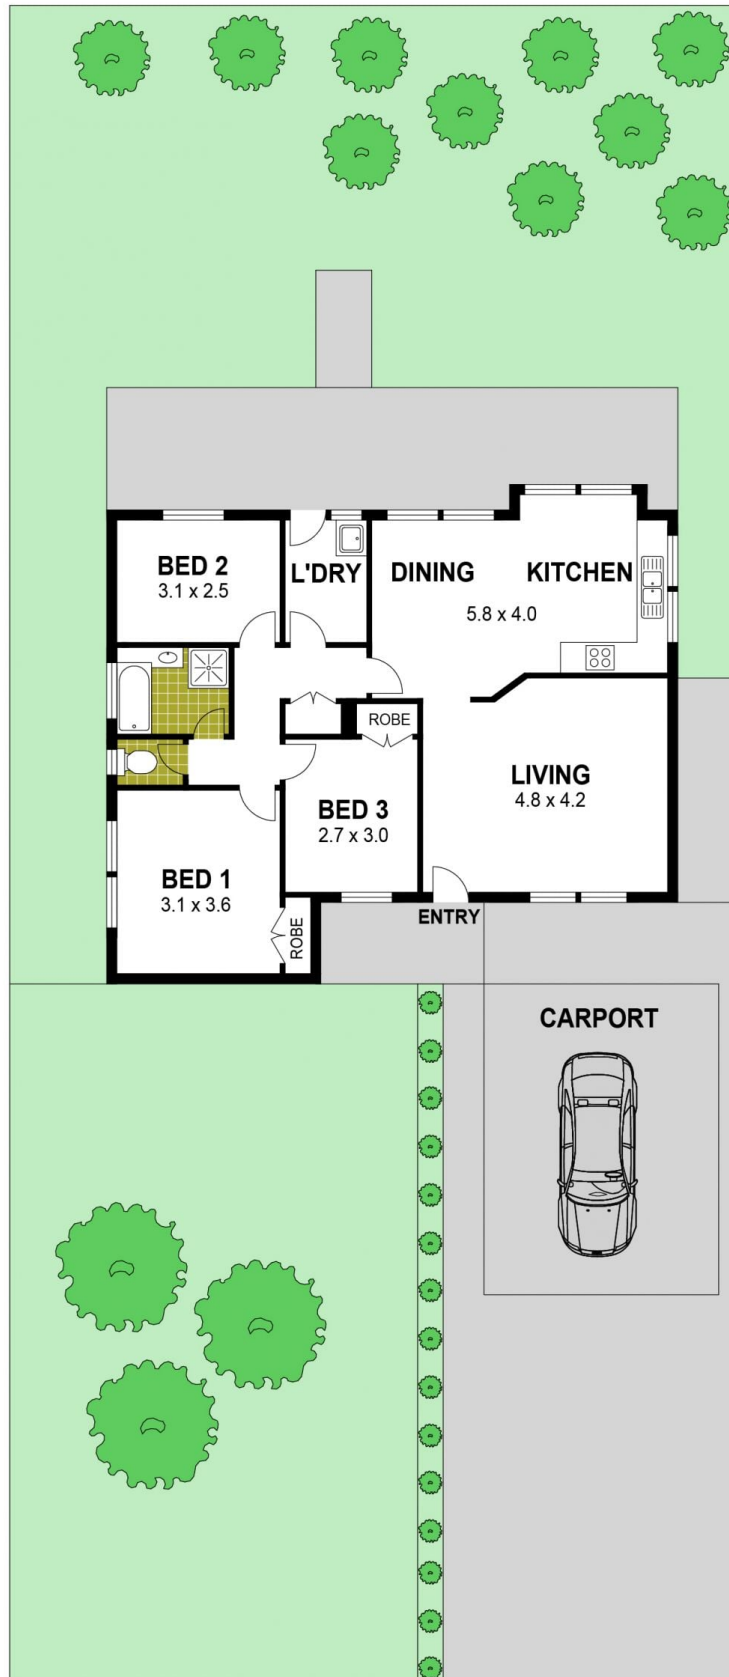 BED 2
3.1 x 2.5
L'DRY
DINING
KITCHEN
5.8 x 4.0
ROBE
LIVING
4.8 x 4.2
BED 3
2.7 x 3.0
BED 1
3.1 x 3.6
ROBE
ENTRY
CARPORT